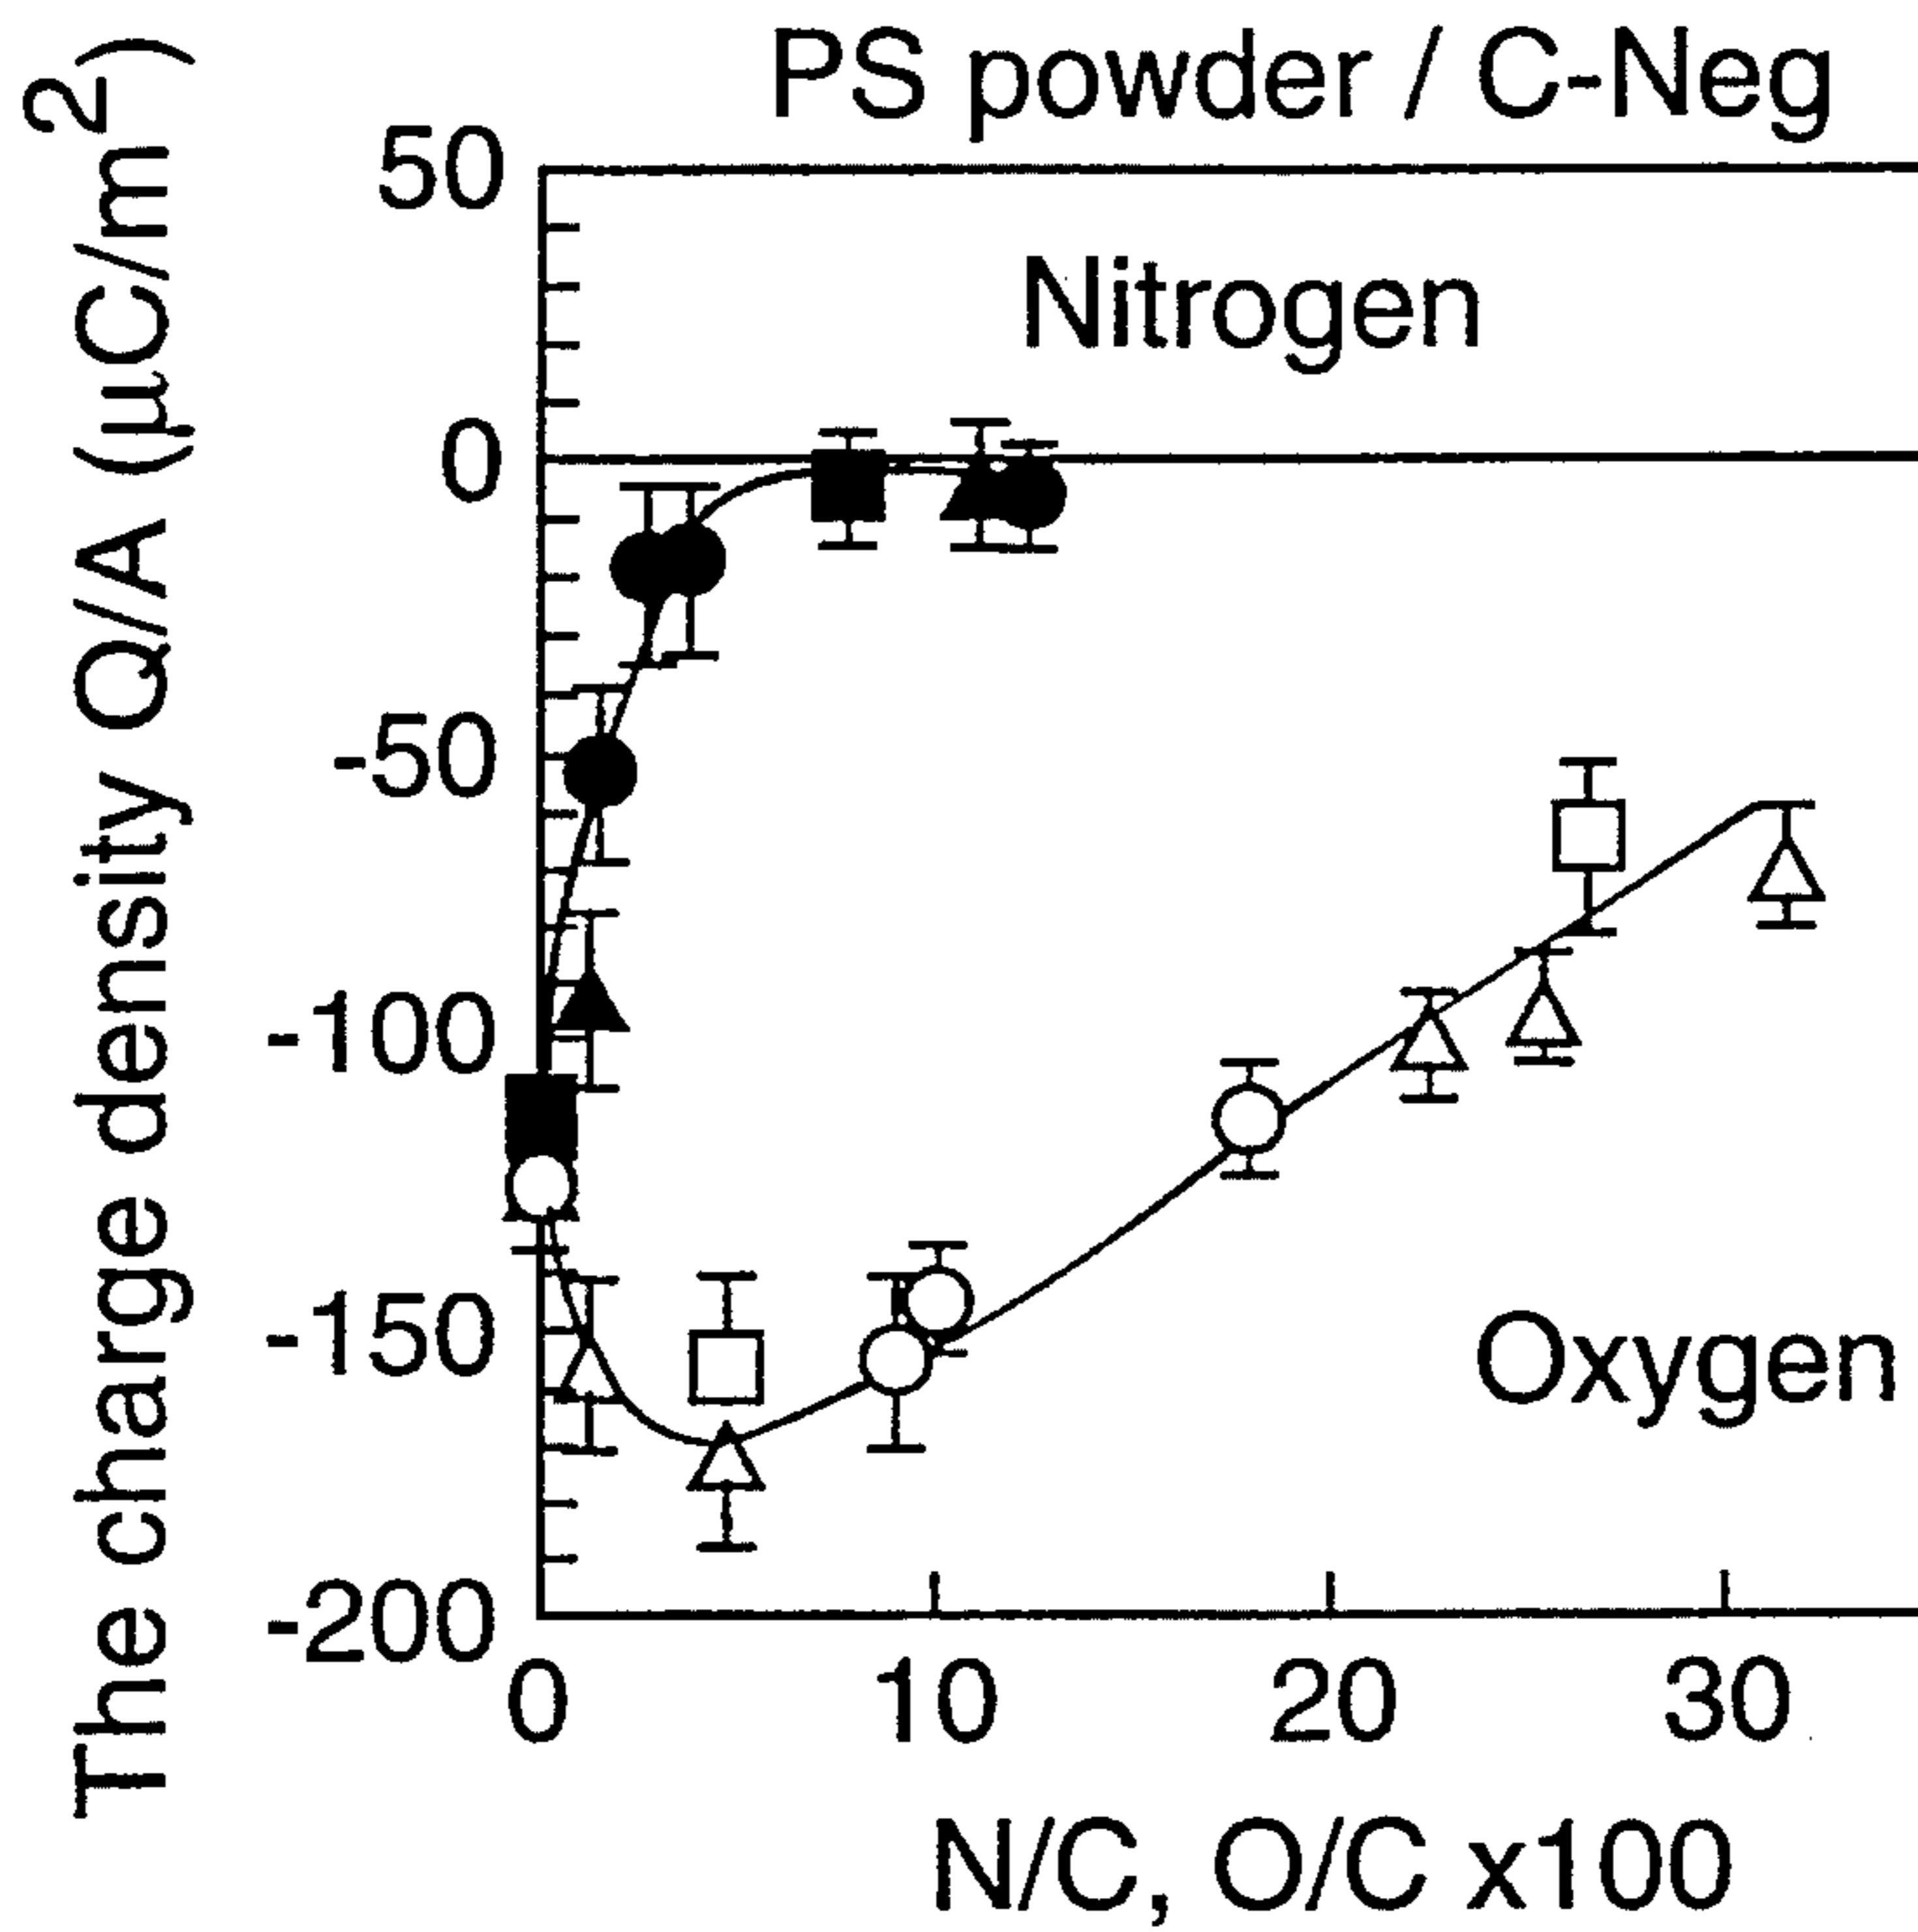 PS powder / C-Neg
The charge density Q/A (μC/m²)
50
0
-50
-100
-150
-200
Nitrogen
Oxygen
0 10 20 30
N/C, O/C x100